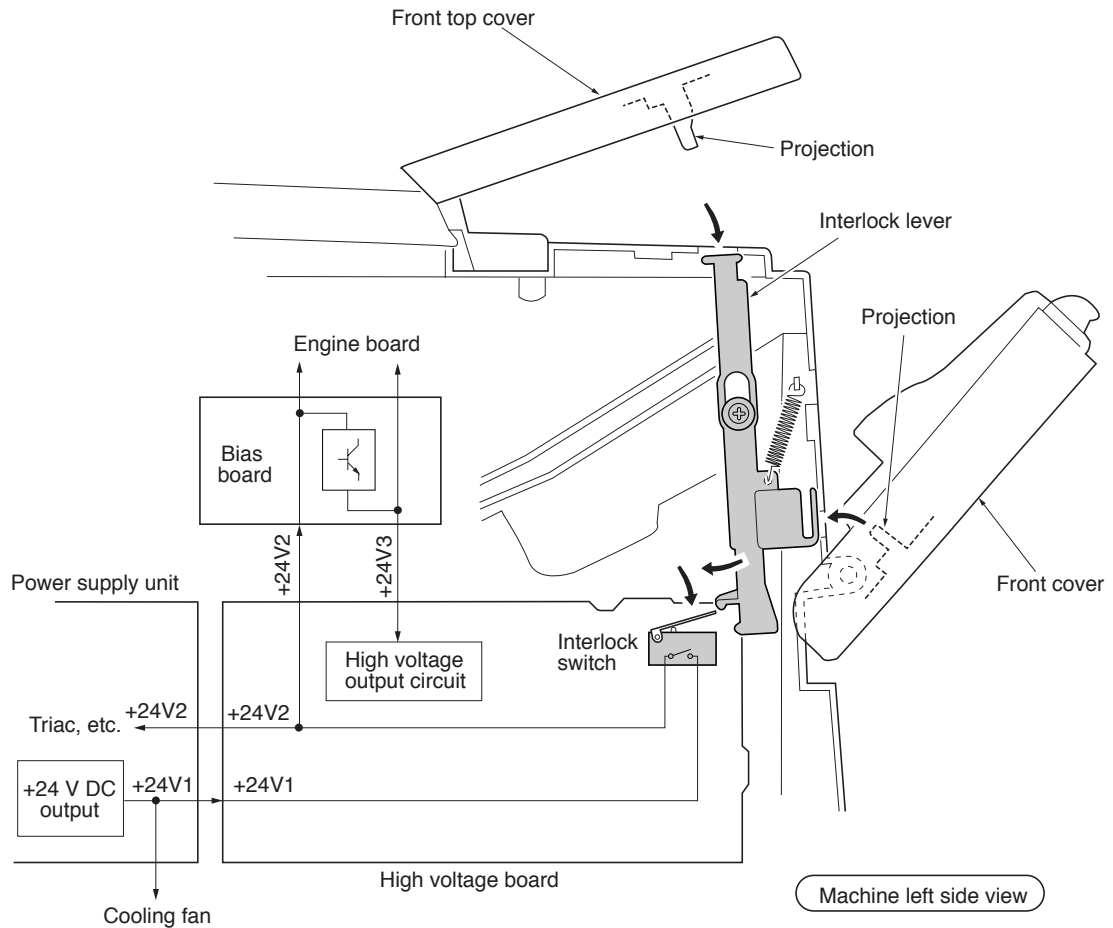 Front top cover
Projection
Interlock lever
Projection
Engine board
Bias
board
+24V2
+24V3
Front cover
Power supply unit
Interlock
switch
High voltage
output circuit
Triac, etc.
+24V2
+24V2
+24 V DC
output
+24V1
+24V1
High voltage board
Machine left side view
Cooling fan